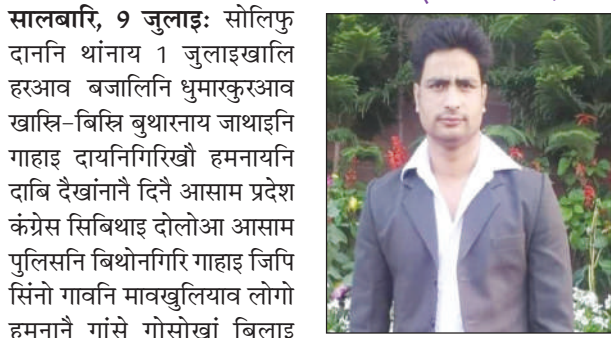 सालबारि, 9 जुलाइः सोलिफु
दाननि थांनाय 1 जुलाइखालि
हरआव बजालिनि धुमारकुरआव
खास्रि-बिस्रि बुथारनाय जाथाइनि
गाहाइ दायनिगिरिखौ हमनायनि
दाबि दैखांनानै दिनै आसाम प्रदेश
कंग्रेस सिबिथाइ दोलोआ आसाम
पुलिसनि बिथोनगिरि गाहाइ जिपि
सिंनो गावनि मावखुलियाव लोगो
हमनानै गांसे गोसोखां बिलाइ